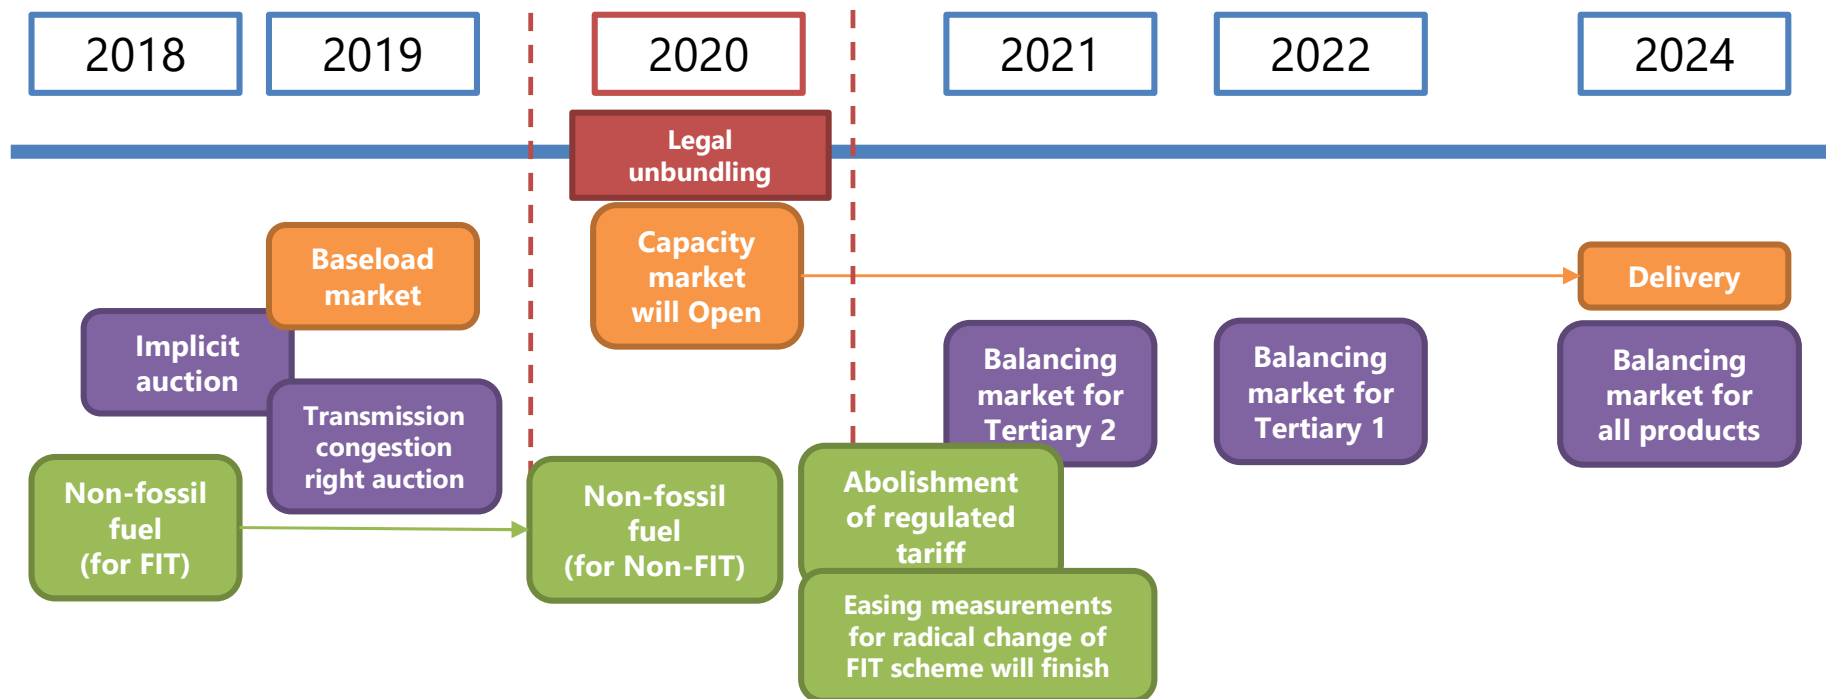 2018
2019
2020
2021
2022
2024
Legal
unbundling
Baseload
market
Capacity
market
will Open
Delivery
Implicit
auction
Transmission
congestion
right auction
Balancing
market for
Tertiary 2
Balancing
market for
Tertiary 1
Balancing
market for
all products
Non-fossil
fuel
(for FIT)
Non-fossil
fuel
(for Non-FIT)
Abolishment
of regulated
tariff
Easing measurements
for radical change of
FIT scheme will finish